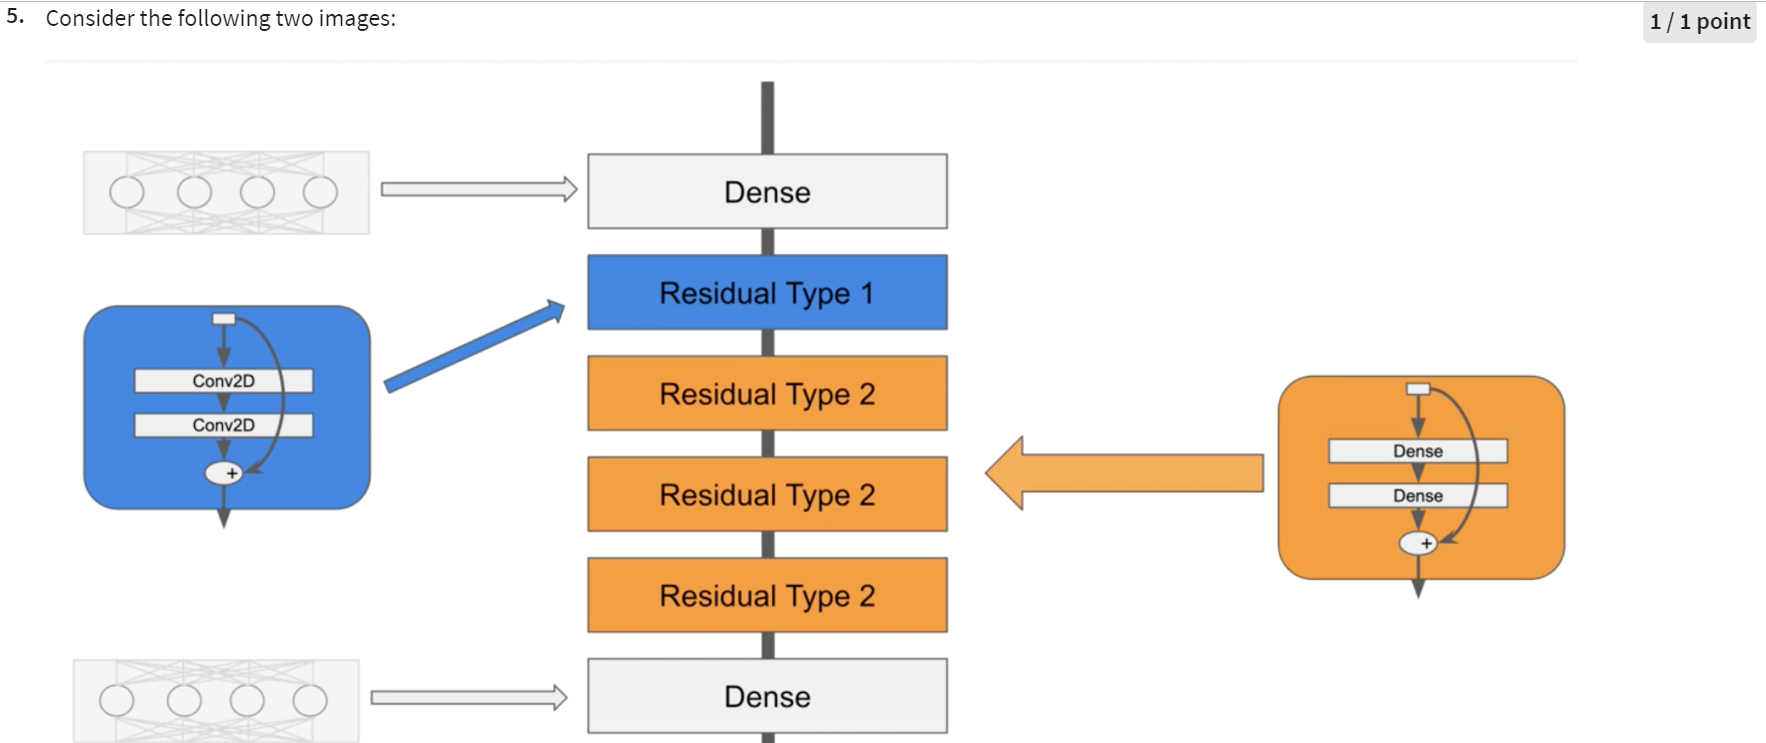 5. Consider the following two images:
1 / 1 point
Dense
Residual Type 1
Conv2D
Conv2D
+
Residual Type 2
Residual Type 2
Dense
Dense
+
Residual Type 2
Dense